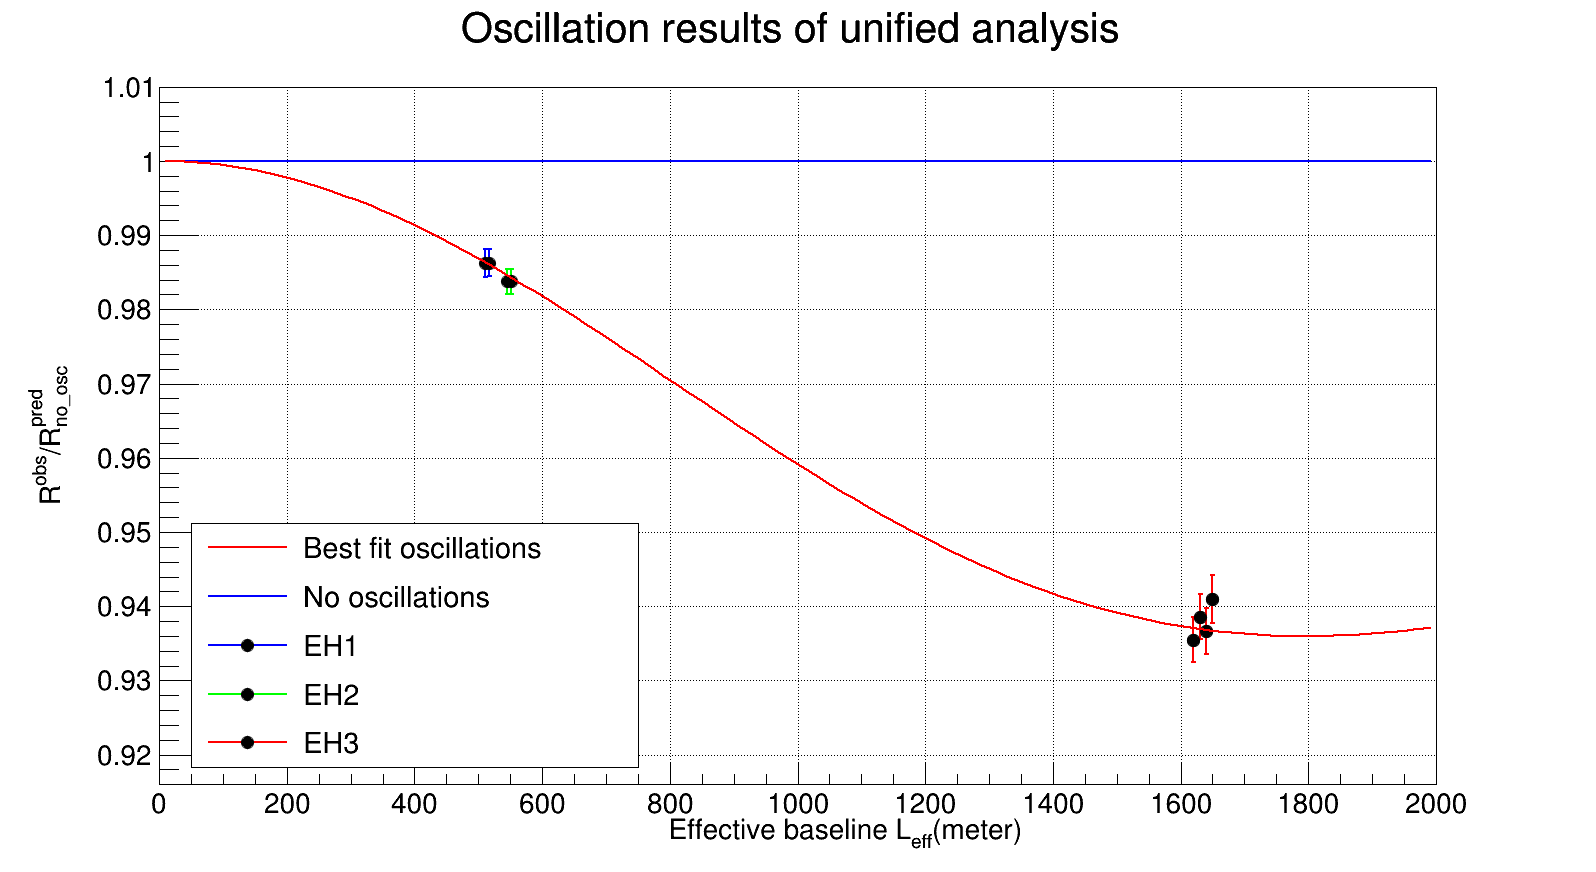 Oscillation results of unified analysis
1.01
1
0.99
0.98
0.97
0.96
0.95
0.94
0.93
0.92
R^obs/R^pred_no_osc
Best fit oscillations
No oscillations
EH1
EH2
EH3
0 200 400 600 800 1000 1200 1400 1600 1800 2000
Effective baseline L_eff(meter)